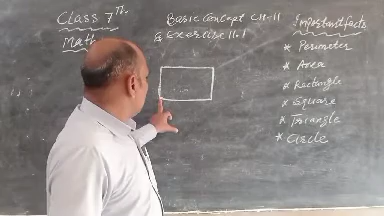 Class 7th
Math
Basic Concept CH-11
& Exercise 11.1
Important facts
* Perimeter
* Area
* Rectangle
* Square
* Triangle
* Circle